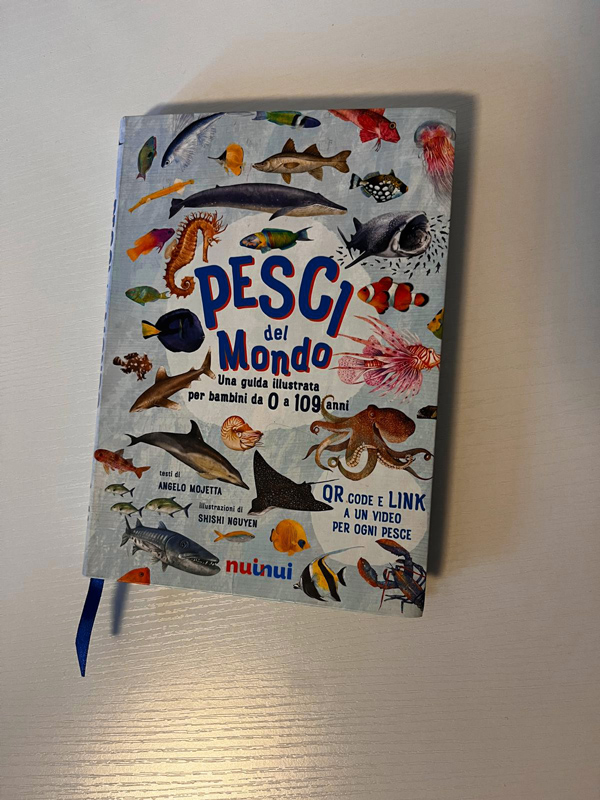 PESCI
del
Mondo
Una guida illustrata
per bambini da 0 a 109 anni
testi di
ANGELO MOJETTA
illustrazioni di
SHISHI NGUYEN
QR CODE E LINK
A UN VIDEO
PER OGNI PESCE
nuinui